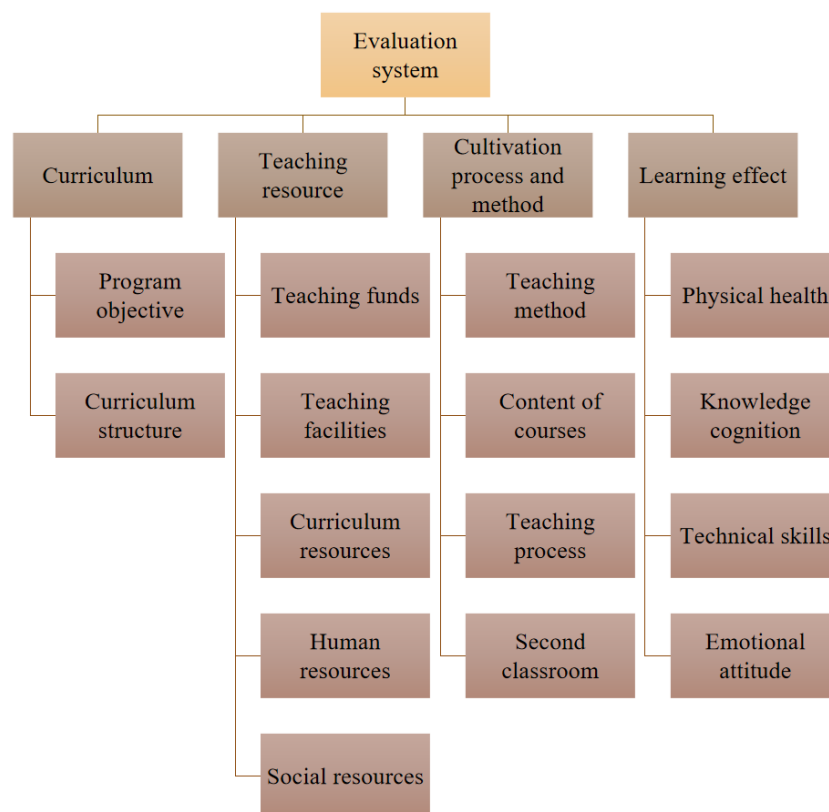 Evaluation
system
Curriculum
Teaching
resource
Cultivation
process and
method
Learning effect
Program
objective
Curriculum
structure
Teaching funds
Teaching
facilities
Curriculum
resources
Human
resources
Social resources
Teaching
method
Content of
courses
Teaching
process
Second
classroom
Physical health
Knowledge
cognition
Technical skills
Emotional
attitude